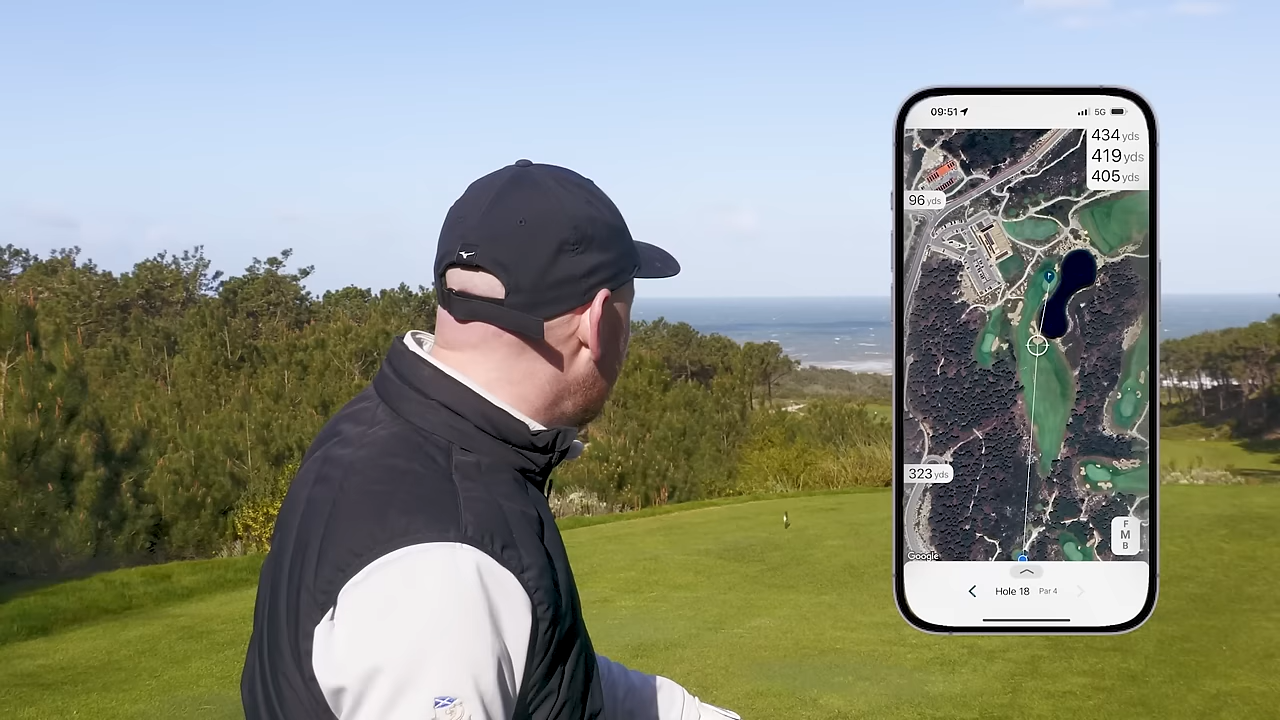 09:51
5G
434 yds
419 yds
405 yds
96 yds
323 yds
Google
F
M
B
Hole 18 Par 4